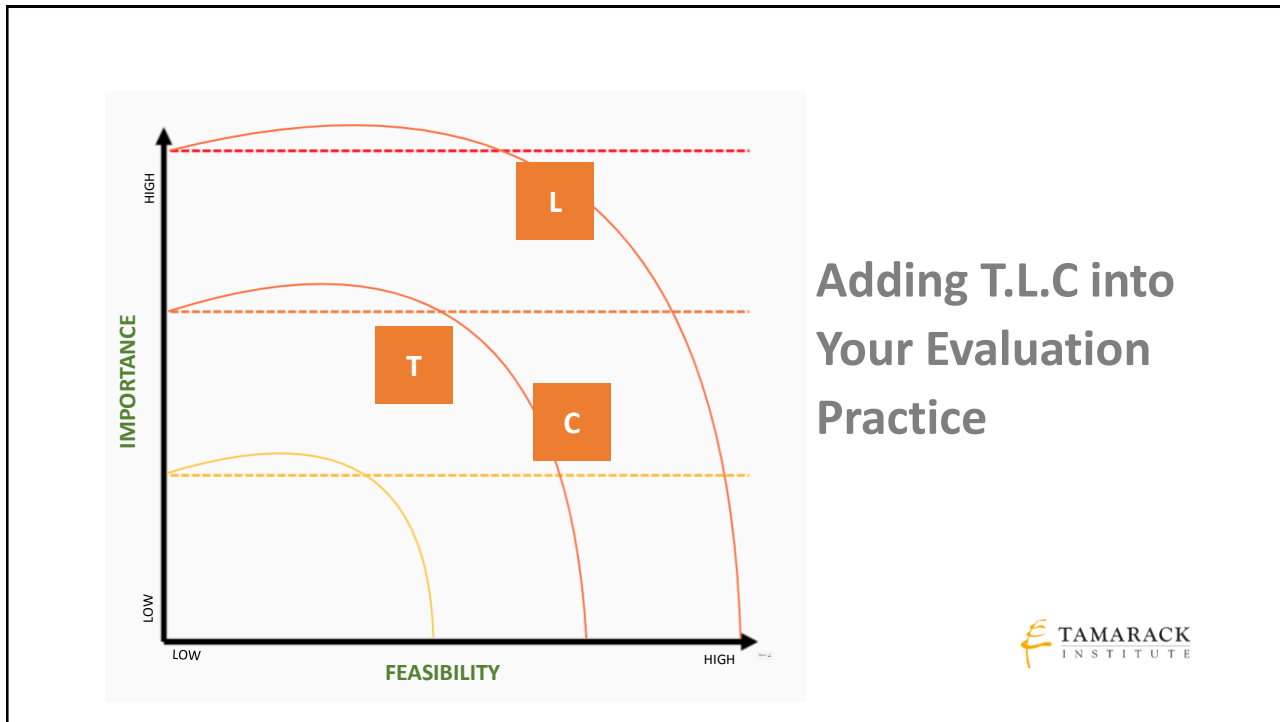 HIGH
L
Adding T.L.C into
Your Evaluation
Practice
IMPORTANCE
T
C
LOW
LOW
HIGH
FEASIBILITY
TAMARACK
INSTITUTE